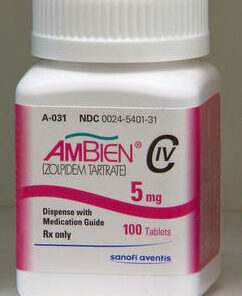 A-031 NDC 0024-5401-31
AMBIEN® CIV
(ZOLPIDEM TARTRATE)
5 mg
Dispense with
Medication Guide
Rx only
100 Tablets
sanofi aventis